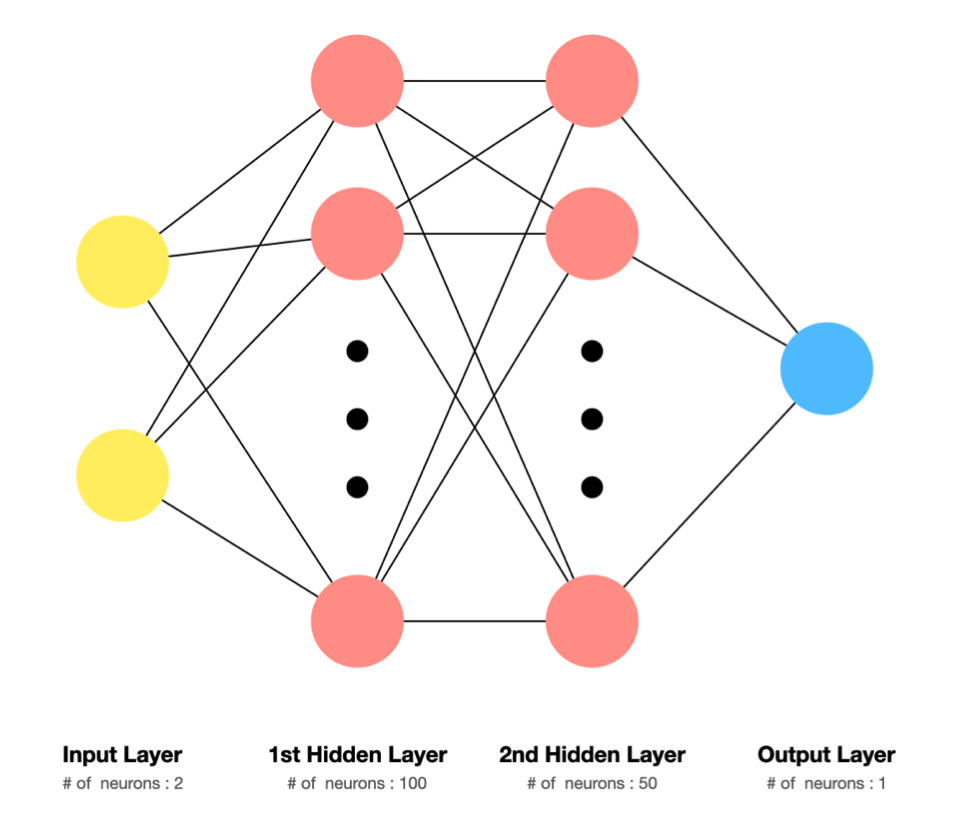 Input Layer
# of  neurons : 2
1st Hidden Layer
# of  neurons : 100
2nd Hidden Layer
# of  neurons : 50
Output Layer
# of  neurons : 1